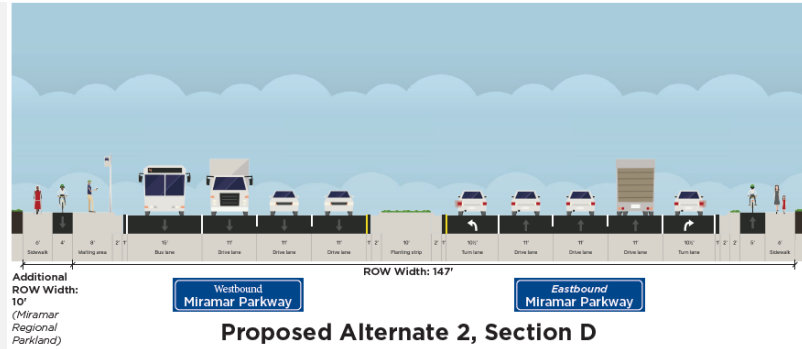 6' 4' 8' 2' 1' 15' 11' 11' 11' 1' 2' 10' 2' 1' 10½' 11' 11' 11' 10½' 1' 2' 2' 5' 6'
Sidewalk Waiting area Bus lane Drive lane Drive lane Drive lane Planting strip Turn lane Drive lane Drive lane Drive lane Turn lane Sidewalk
ROW Width: 147'
Additional
ROW Width:
10'
(Miramar
Regional
Parkland)
Westbound
Miramar Parkway
Eastbound
Miramar Parkway
Proposed Alternate 2, Section D